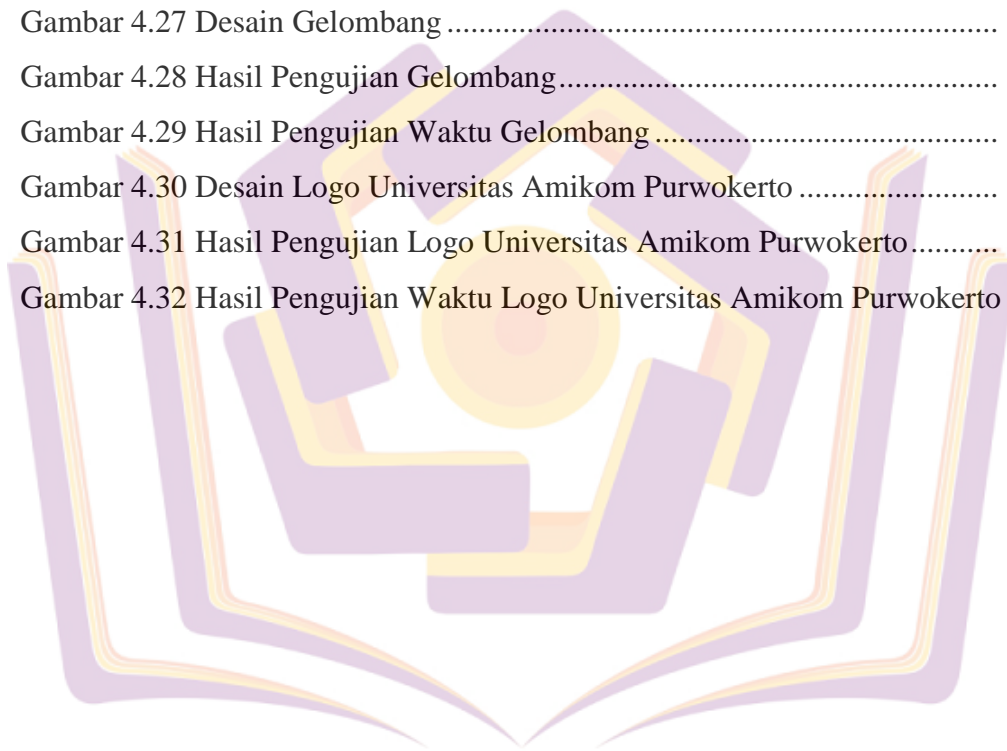 Gambar 4.27 Desain Gelombang ............................................................
Gambar 4.28 Hasil Pengujian Gelombang................................................
Gambar 4.29 Hasil Pengujian Waktu Gelombang .....................................
Gambar 4.30 Desain Logo Universitas Amikom Purwokerto ......................
Gambar 4.31 Hasil Pengujian Logo Universitas Amikom Purwokerto...........
Gambar 4.32 Hasil Pengujian Waktu Logo Universitas Amikom Purwokerto